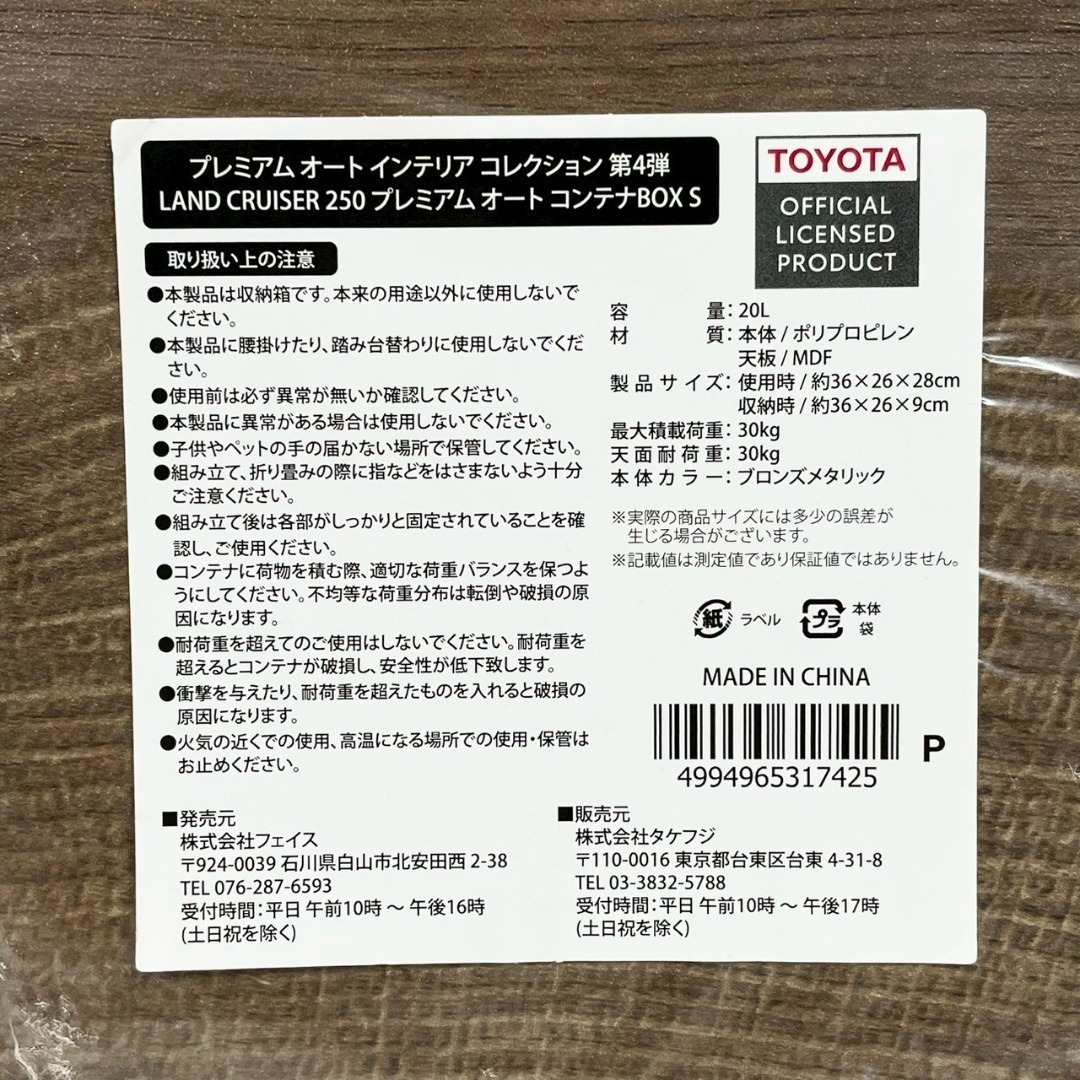 プレミアム オート インテリア コレクション 第4弾
LAND CRUISER 250 プレミアム オート コンテナBOX S
TOYOTA
OFFICIAL
LICENSED
PRODUCT
取り扱い上の注意
●本製品は収納箱です。本来の用途以外に使用しないで
ください。
●本製品に腰掛けたり、踏み台替わりに使用しないでくだ
さい。
●使用前は必ず異常が無いか確認してください。
●本製品に異常がある場合は使用しないでください。
●子供やペットの手の届かない場所で保管してください。
●組み立て、折り畳みの際に指などをはさまないよう十分
ご注意ください。
●組み立て後は各部がしっかりと固定されていることを確
認し、ご使用ください。
●コンテナに荷物を積む際、適切な荷重バランスを保つよ
うにしてください。不均等な荷重分布は転倒や破損の原
因になります。
●耐荷重を超えてのご使用はしないでください。耐荷重を
超えるとコンテナが破損し、安全性が低下致します。
●衝撃を与えたり、耐荷重を超えたものを入れると破損の
原因になります。
●火気の近くでの使用、高温になる場所での使用・保管は
お止めください。
容量：20L
材質：本体 / ポリプロピレン
天板 / MDF
製品サイズ：使用時 / 約36×26×28cm
収納時 / 約36×26×9cm
最大積載荷重：30kg
天面耐荷重：30kg
本体カラー：ブロンズメタリック
※実際の商品サイズには多少の誤差が
生じる場合がございます。
※記載値は測定値であり保証値ではありません。
紙 ラベル プラ 本体
袋
MADE IN CHINA
4994965317425
P
■発売元
株式会社フェイス
〒924-0039 石川県白山市北安田西 2-38
TEL 076-287-6593
受付時間：平日 午前10時 〜 午後16時
(土日祝を除く)
■販売元
株式会社タケフジ
〒110-0016 東京都台東区台東 4-31-8
TEL 03-3832-5788
受付時間：平日 午前10時 〜 午後17時
(土日祝を除く)